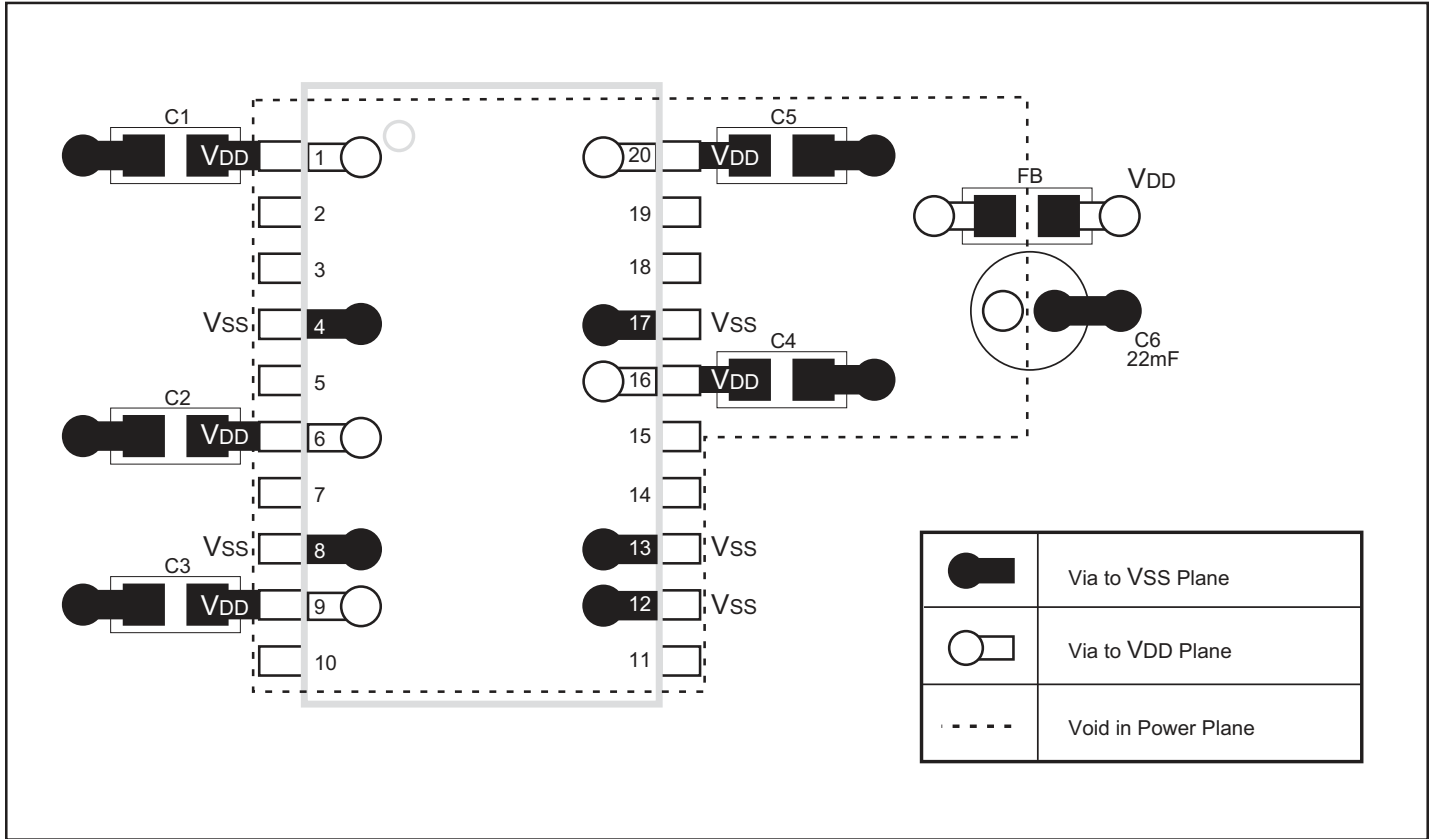 C1
C5
VDD
1
20
VDD
FB
VDD
2
19
3
18
VSS
4
17
VSS
C6
22mF
C4
5
16
VDD
C2
VDD
6
15
7
14
VSS
8
13
VSS
C3
VDD
9
12
VSS
10
11
Via to VSS Plane
Via to VDD Plane
Void in Power Plane